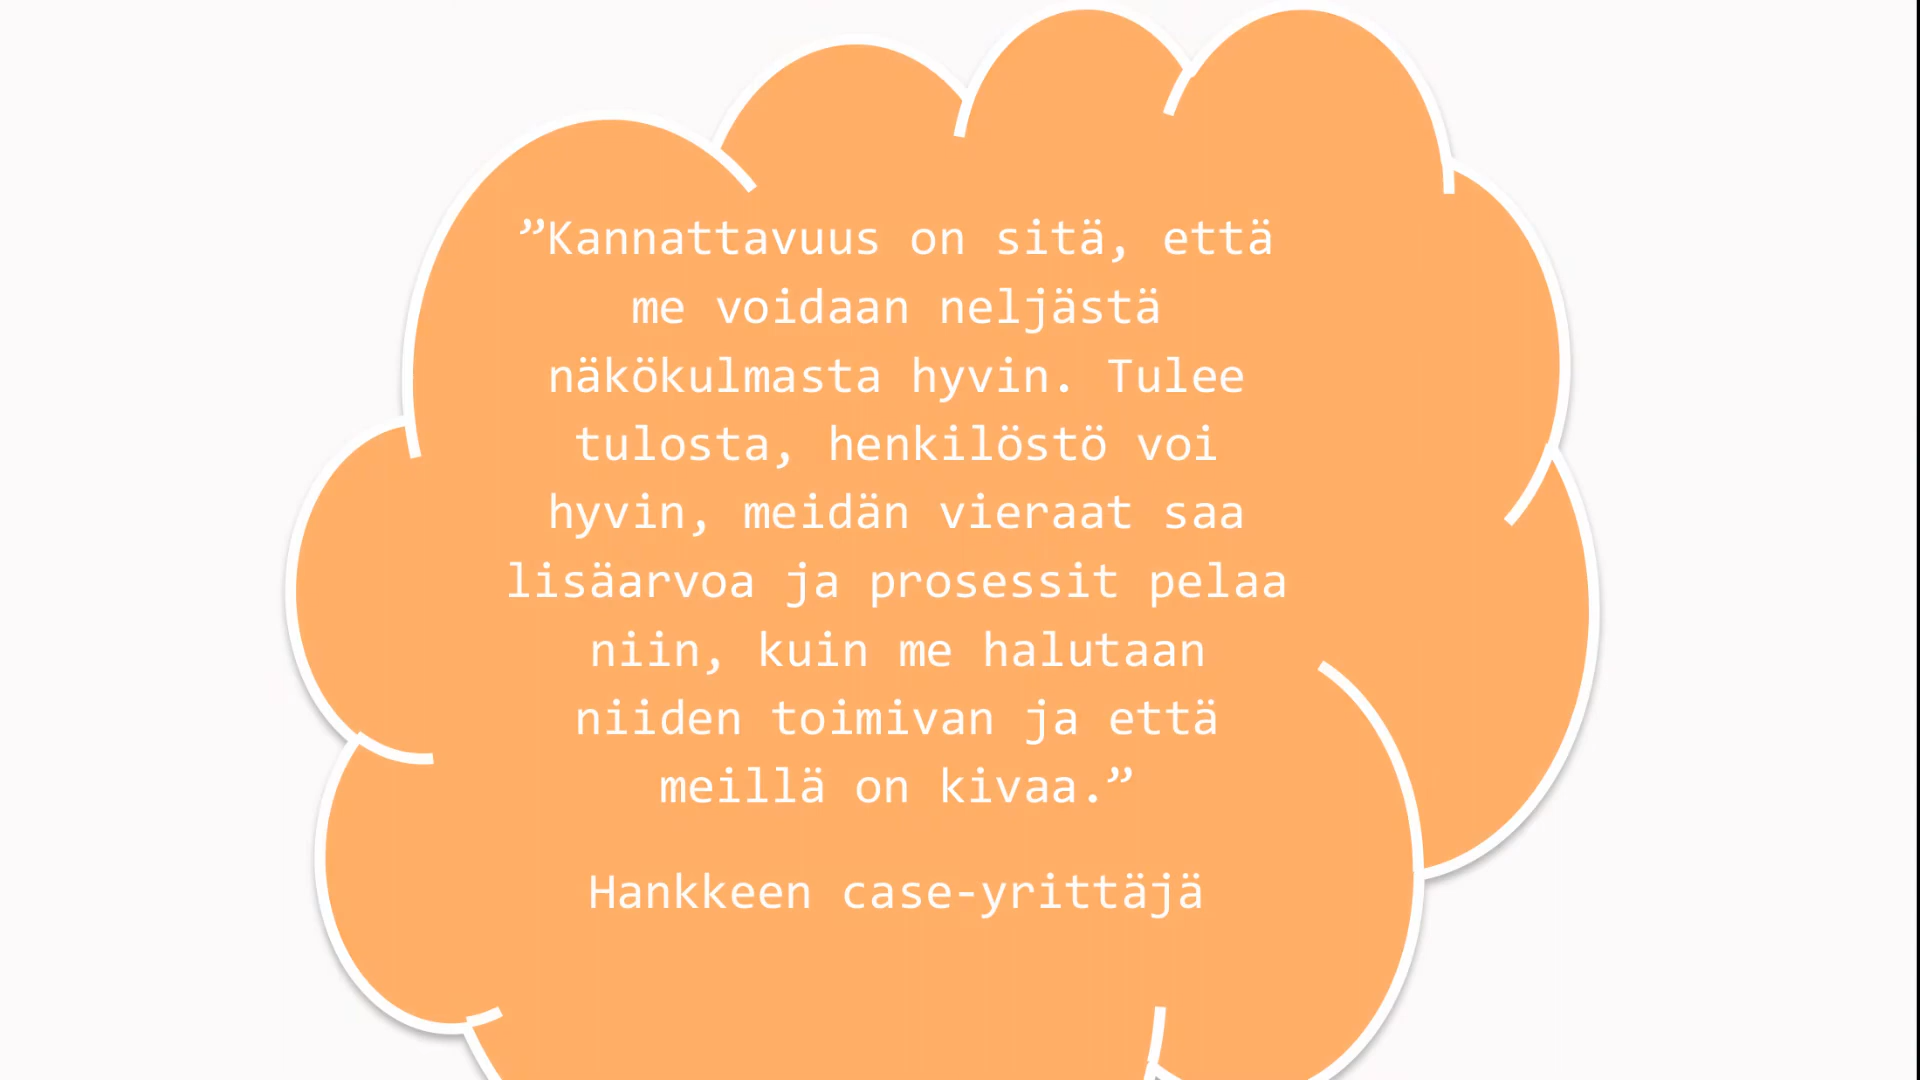 ”Kannattavuus on sitä, että
me voidaan neljästä
näkökulmasta hyvin. Tulee
tulosta, henkilöstö voi
hyvin, meidän vieraat saa
lisäarvoa ja prosessit pelaa
niin, kuin me halutaan
niiden toimivan ja että
meillä on kivaa.”
Hankkeen case-yrittäjä